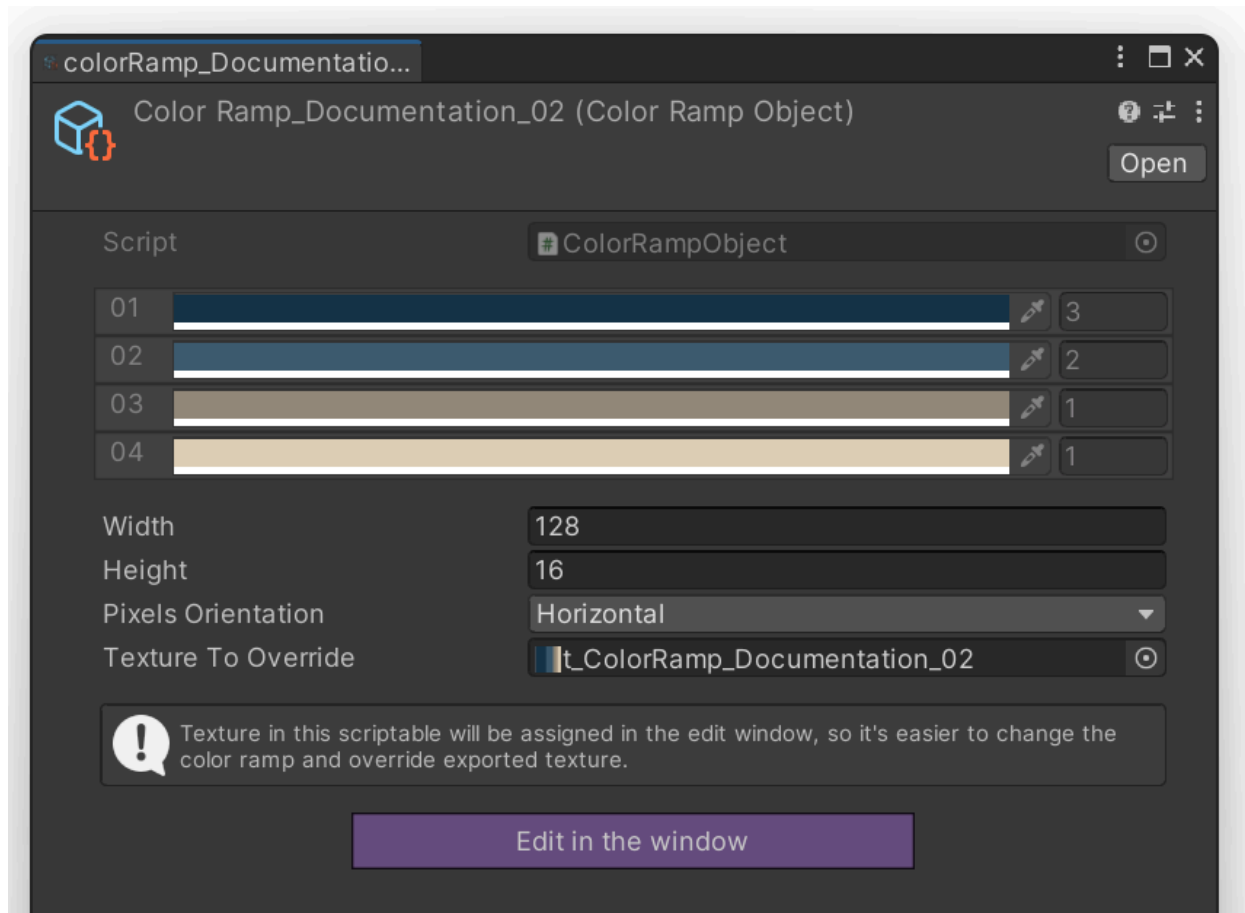 colorRamp_Documentatio...
Color Ramp_Documentation_02 (Color Ramp Object)
Open
Script
#ColorRampObject
01 3
02 2
03 1
04 1
Width 128
Height 16
Pixels Orientation Horizontal
Texture To Override t_ColorRamp_Documentation_02
Texture in this scriptable will be assigned in the edit window, so it's easier to change the
color ramp and override exported texture.
Edit in the window